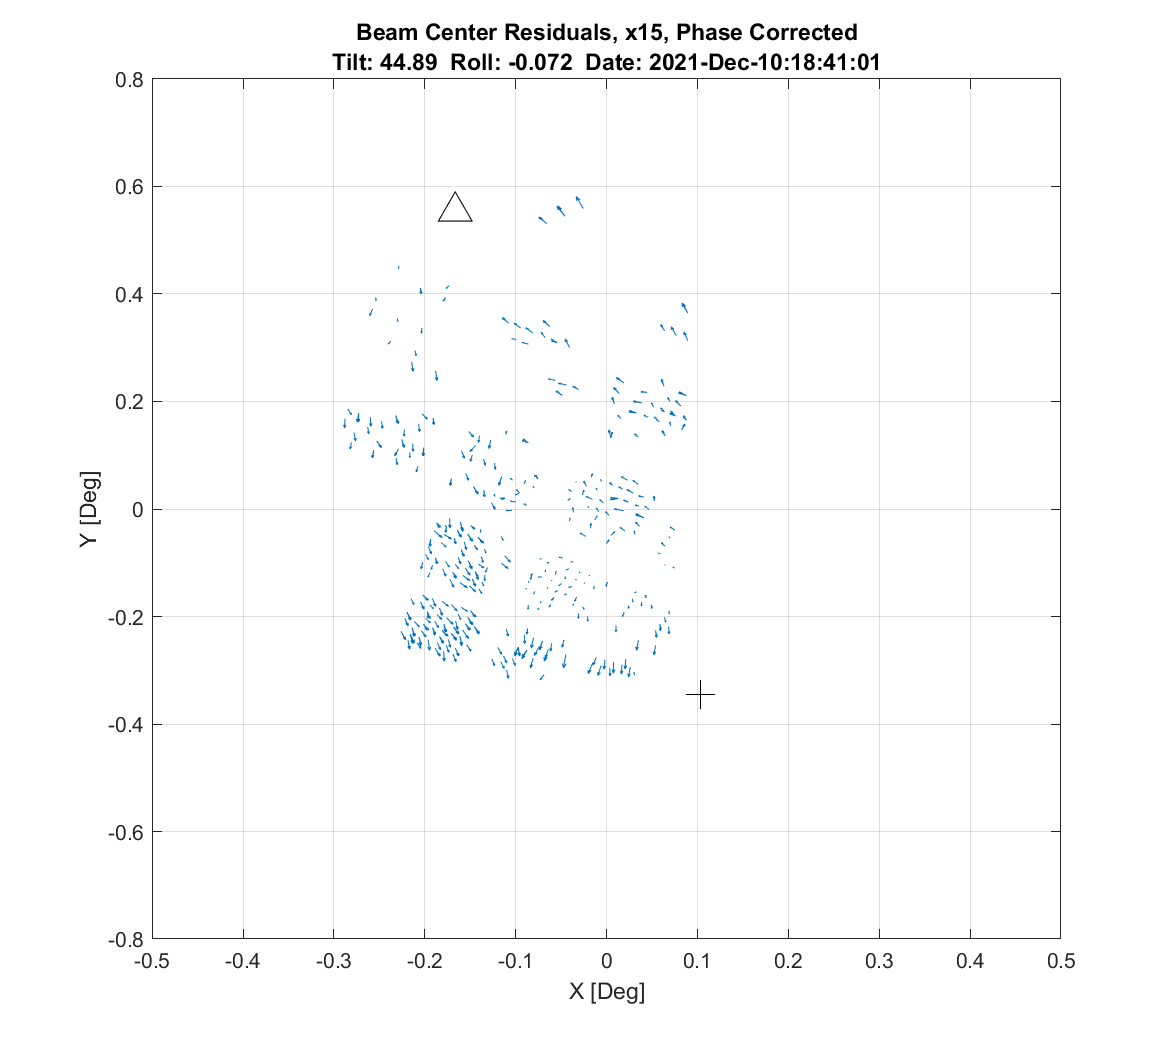 Beam Center Residuals, x15, Phase Corrected
Tilt: 44.89 Roll: -0.072 Date: 2021-Dec-10:18:41:01
0.8
0.6
0.4
0.2
0
-0.2
-0.4
-0.6
-0.8
Y [Deg]
-0.5 -0.4 -0.3 -0.2 -0.1 0 0.1 0.2 0.3 0.4 0.5
X [Deg]